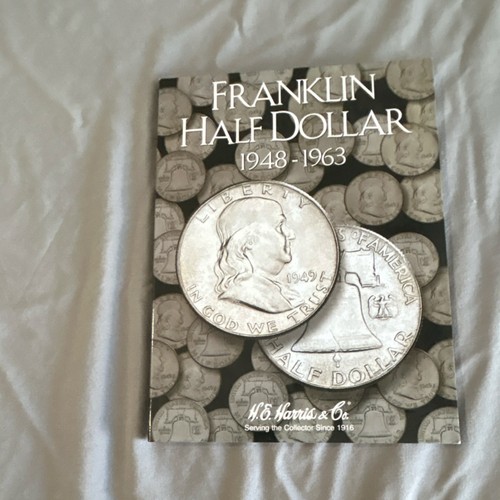 FRANKLIN
HALF DOLLAR
1948-1963
LIBERTY
1949
IN GOD WE TRUST
S OF AMERICA
HALF DOLLAR
H.E. Harris & Co.
Serving the Collector Since 1916